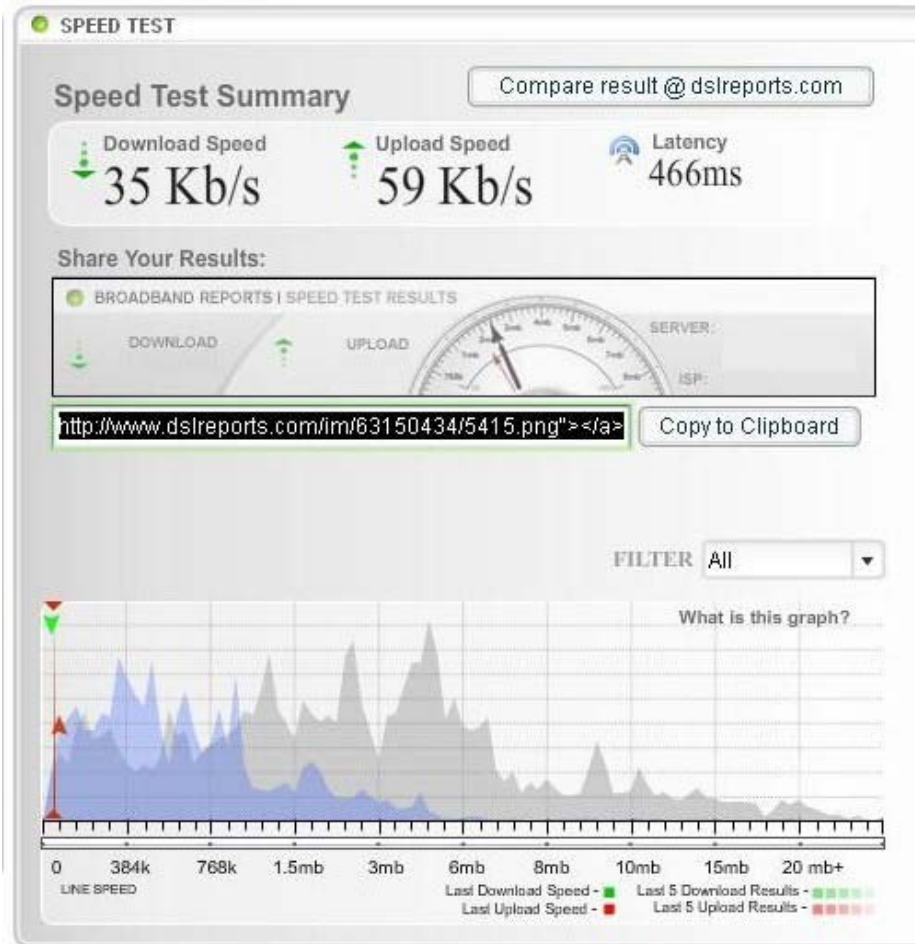 SPEED TEST
Speed Test Summary
Compare result @ dslreports.com
Download Speed
35 Kb/s
Upload Speed
59 Kb/s
Latency
466ms
Share Your Results:
BROADBAND REPORTS | SPEED TEST RESULTS
DOWNLOAD
UPLOAD
SERVER:
ISP:
http://www.dslreports.com/im/63150434/5415.png"></a>
Copy to Clipboard
FILTER All
What is this graph?
0 384k 768k 1.5mb 3mb 6mb 8mb 10mb 15mb 20 mb+
LINE SPEED
Last Download Speed - Last 5 Download Results -
Last Upload Speed - Last 5 Upload Results -